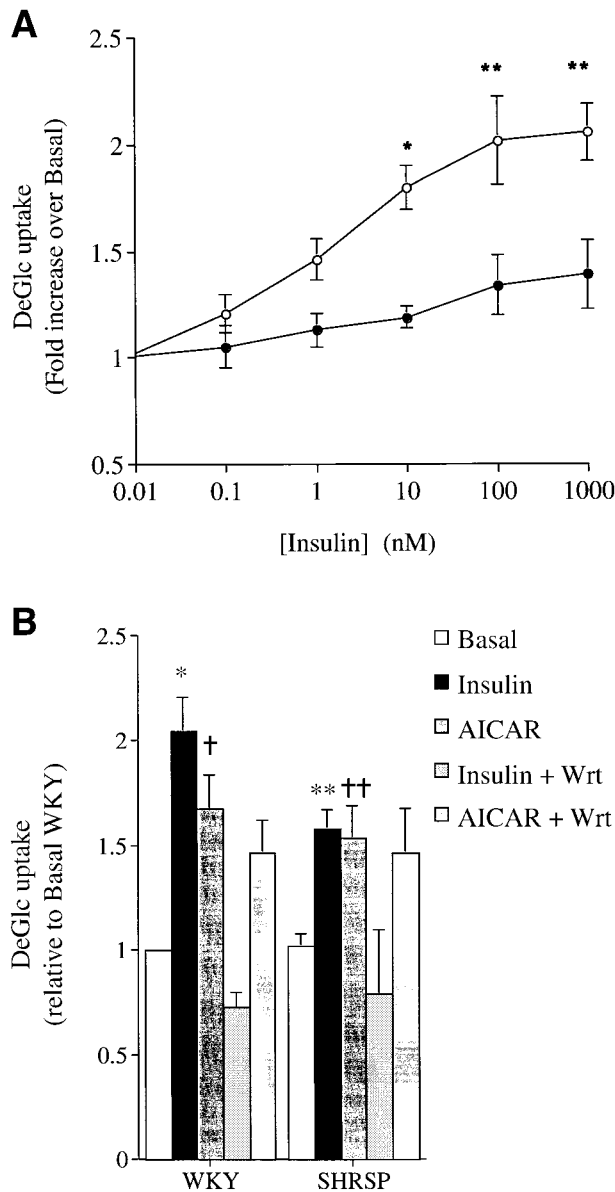 A
DeGlc uptake
(Fold increase over Basal)
2.5
2
1.5
1
0.5
* ** **
0.01 0.1 1 10 100 1000
[Insulin] (nM)
B
DeGlc uptake
(relative to Basal WKY)
2.5
2
1.5
1
0.5
0
*
†
** ††
WKY SHRSP
Basal
Insulin
AICAR
Insulin + Wrt
AICAR + Wrt